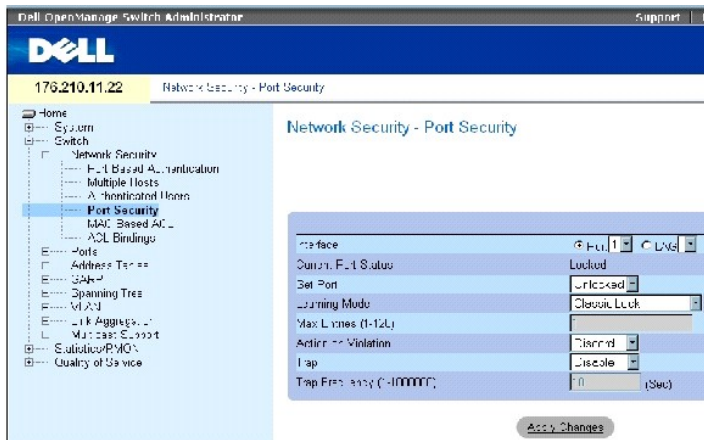 Dell OpenManage Switch Administrator
Support
DELL
176.210.11.22
Network Security - Port Security
Home
System
Switch
Network Security
Port Based Authentication
Multiple Hosts
Authenticated Users
Port Security
MAC Based ACL
ACL Bindings
Ports
Address Tables
GARP
Spanning Tree
VLAN
Link Aggregation
Multicast Support
Statistics/RMON
Quality of Service
Network Security - Port Security
Interface
Port 1
LAG
Current Port Status
Locked
Set Port
Unlocked
Learning Mode
Classic Lock
Max Entries (1-128)
Action on Violation
Discard
Trap
Disable
Trap Frequency (1-1000000)
10
(Sec)
Apply Changes